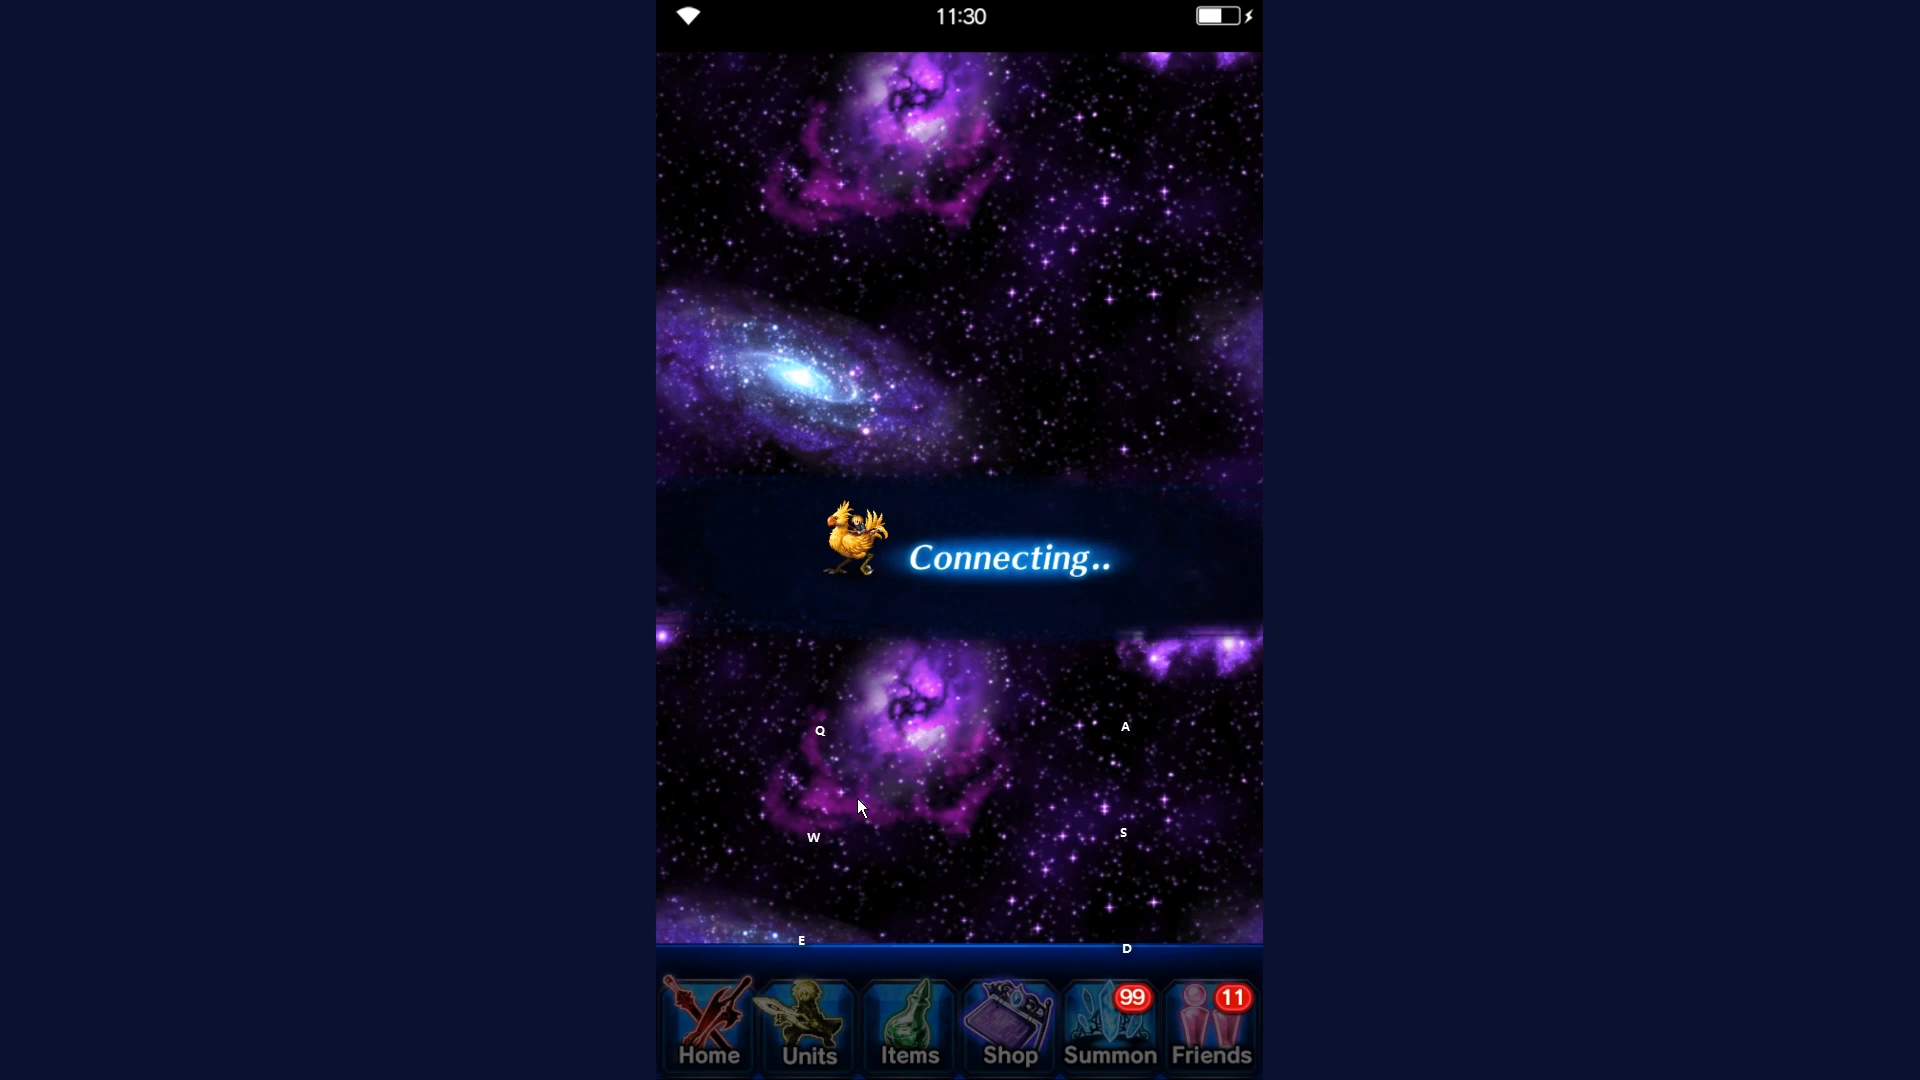 11:30
Connecting..
Q
A
W
S
E
D
99
11
Home
Units
Items
Shop
Summon
Friends